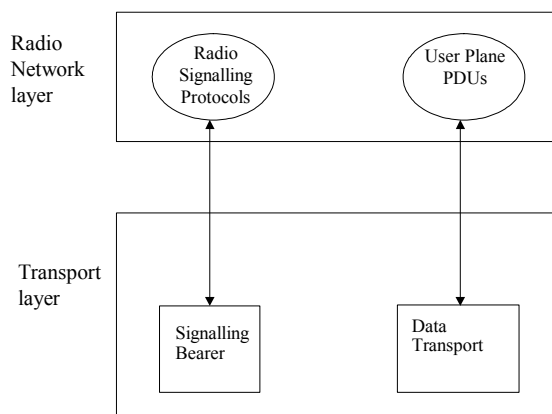 Radio
Network
layer
Radio
Signalling
Protocols
User Plane
PDUs
Transport
layer
Signalling
Bearer
Data
Transport